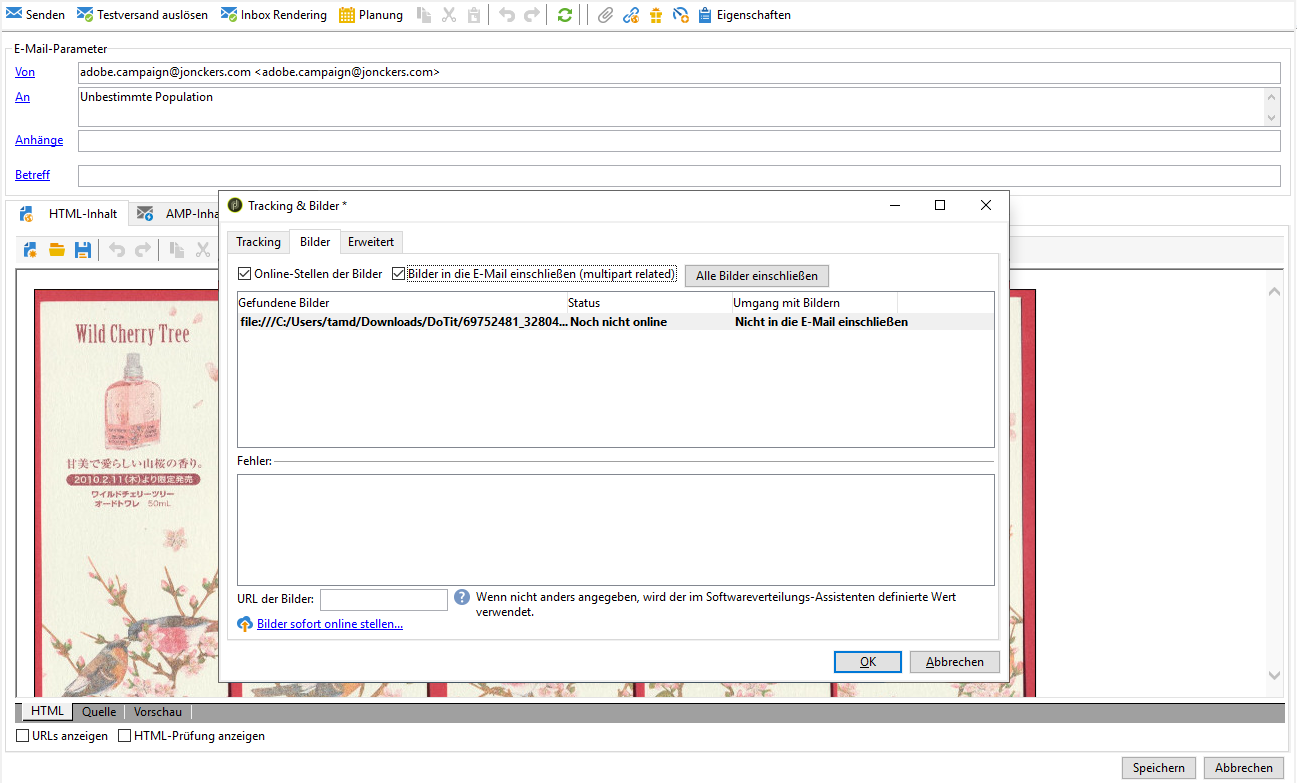 Senden Testversand auslösen Inbox Rendering Planung Eigenschaften
E-Mail-Parameter
Von adobe.campaign@jonckers.com <adobe.campaign@jonckers.com>
An Unbestimmte Population
Anhänge
Betreff
HTML-Inhalt AMP-Inha
Tracking & Bilder *
Tracking Bilder Erweitert
Online-Stellen der Bilder Bilder in die E-Mail einschließen (multipart related) Alle Bilder einschließen
Gefundene Bilder Status Umgang mit Bildern
file:///C:/Users/tamd/Downloads/DoTit/69752481_32804... Noch nicht online Nicht in die E-Mail einschließen
Fehler:
URL der Bilder: Wenn nicht anders angegeben, wird der im Softwareverteilungs-Assistenten definierte Wert
verwendet.
Bilder sofort online stellen...
OK Abbrechen
Wild Cherry Tree
甘美で愛らしい山桜の香り。
2010.2.11(木)より限定発売
ワイルドチェリーツリー
オードトワレ 50mL
HTML Quelle Vorschau
URLs anzeigen HTML-Prüfung anzeigen
Speichern Abbrechen